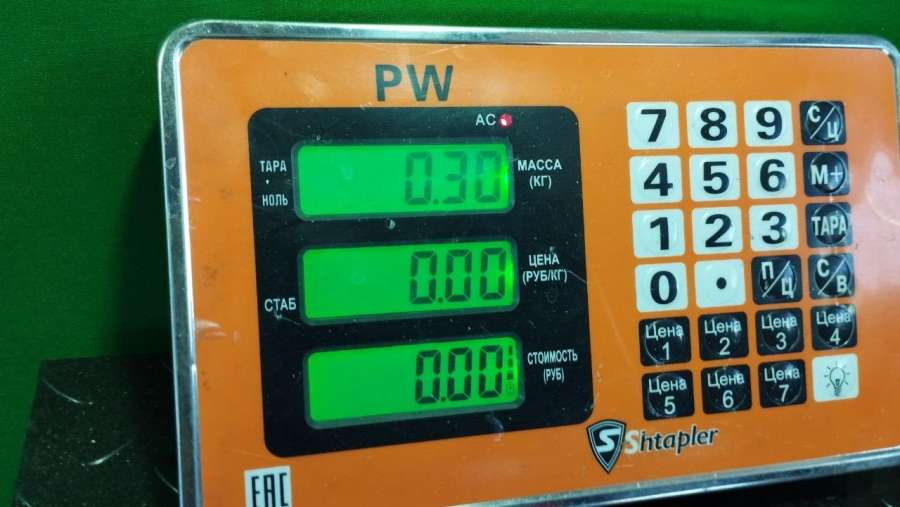 PW
AC
ТАРА
НОЛЬ
0.30
МАССА
(КГ)
СТАБ
0.00
ЦЕНА
(РУБ/КГ)
0.00
СТОИМОСТЬ
(РУБ)
7 8 9 С/Ц
4 5 6 М+
1 2 3 ТАРА
0 . П/Ц С/В
Цена 1 Цена 2 Цена 3 Цена 4
Цена 5 Цена 6 Цена 7
S Shtapler
EAC